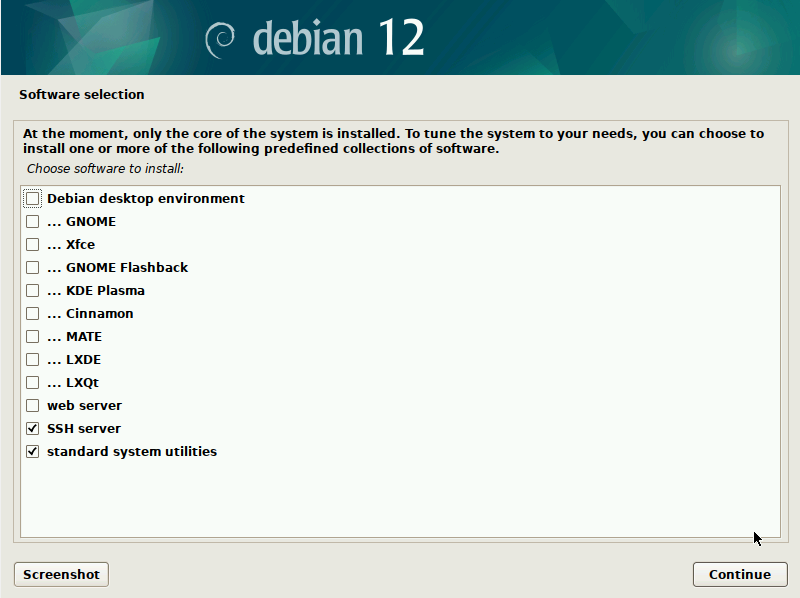 debian 12
Software selection
At the moment, only the core of the system is installed. To tune the system to your needs, you can choose to
install one or more of the following predefined collections of software.
Choose software to install:
Debian desktop environment
... GNOME
... Xfce
... GNOME Flashback
... KDE Plasma
... Cinnamon
... MATE
... LXDE
... LXQt
web server
SSH server
standard system utilities
Screenshot
Continue